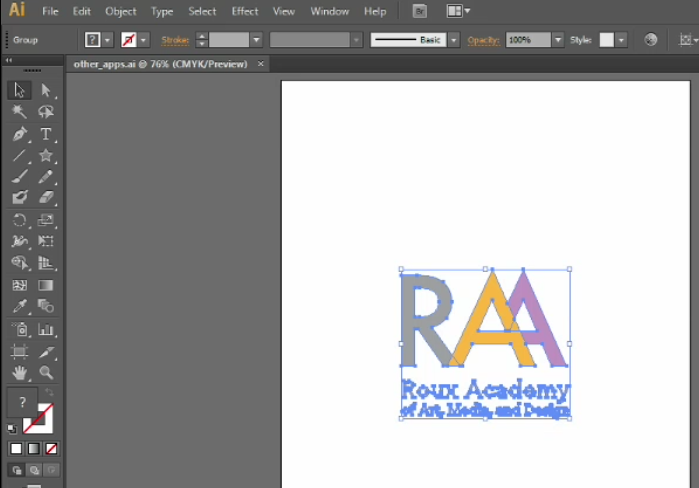 Ai File Edit Object Type Select Effect View Window Help Br
Group ? Stroke: Basic Opacity: 100% Style:
other_apps.ai @ 76% (CMYK/Preview) ×
T
RAA
Roux Academy
of Art, Media, and Design
?